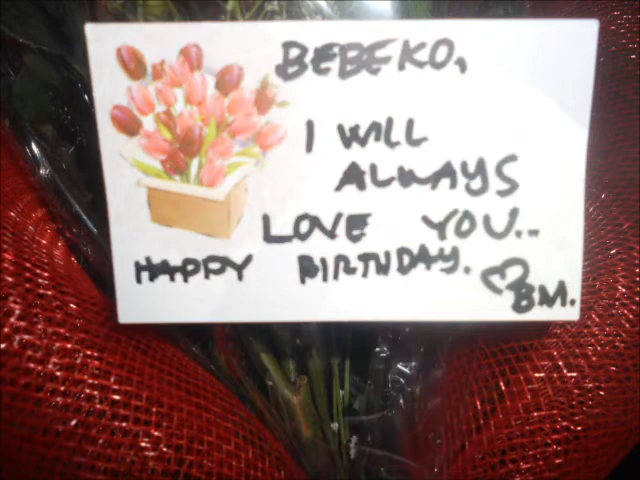 BEBEKO,
I WILL
ALWAYS
LOVE YOU..
HAPPY BIRTHDAY.
♡ BM.